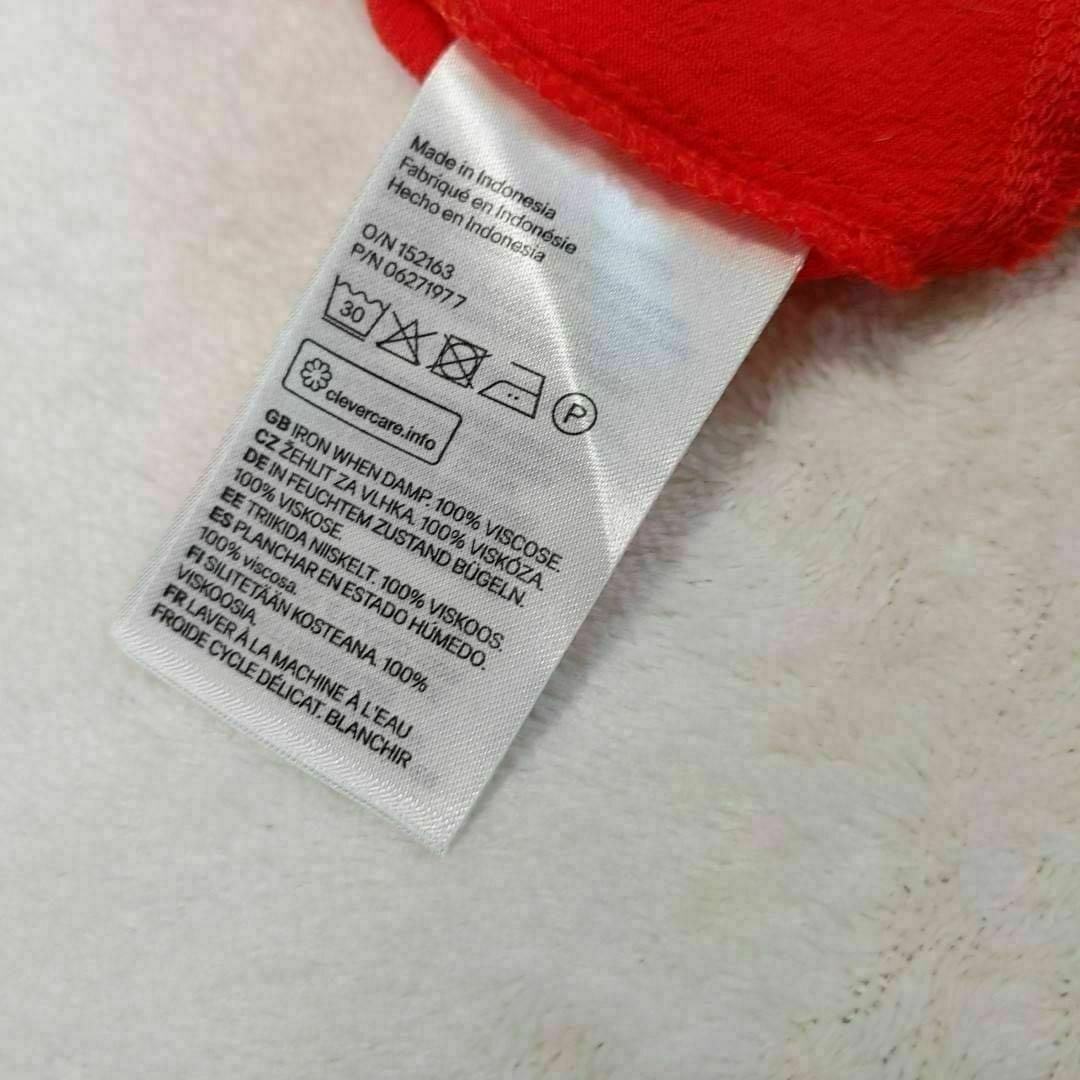 Made in Indonesia
Fabriqué en Indonésie
Hecho en Indonesia
O/N 152163
P/N 06271977
30
P
clevercare.info
GB IRON WHEN DAMP. 100% VISCOSE.
CZ ŽEHLIT ZA VLHKA. 100% VISKÓZA.
DE IN FEUCHTEM ZUSTAND BÜGELN.
100% VISKOSE.
EE TRIIKIDA NIISKELT. 100% VISKOOS.
ES PLANCHAR EN ESTADO HÚMEDO.
100% viscosa.
FI SILITETÄÄN KOSTEANA. 100%
VISKOOSIA.
FR LAVER À LA MACHINE À L'EAU
FROIDE CYCLE DÉLICAT. BLANCHIR